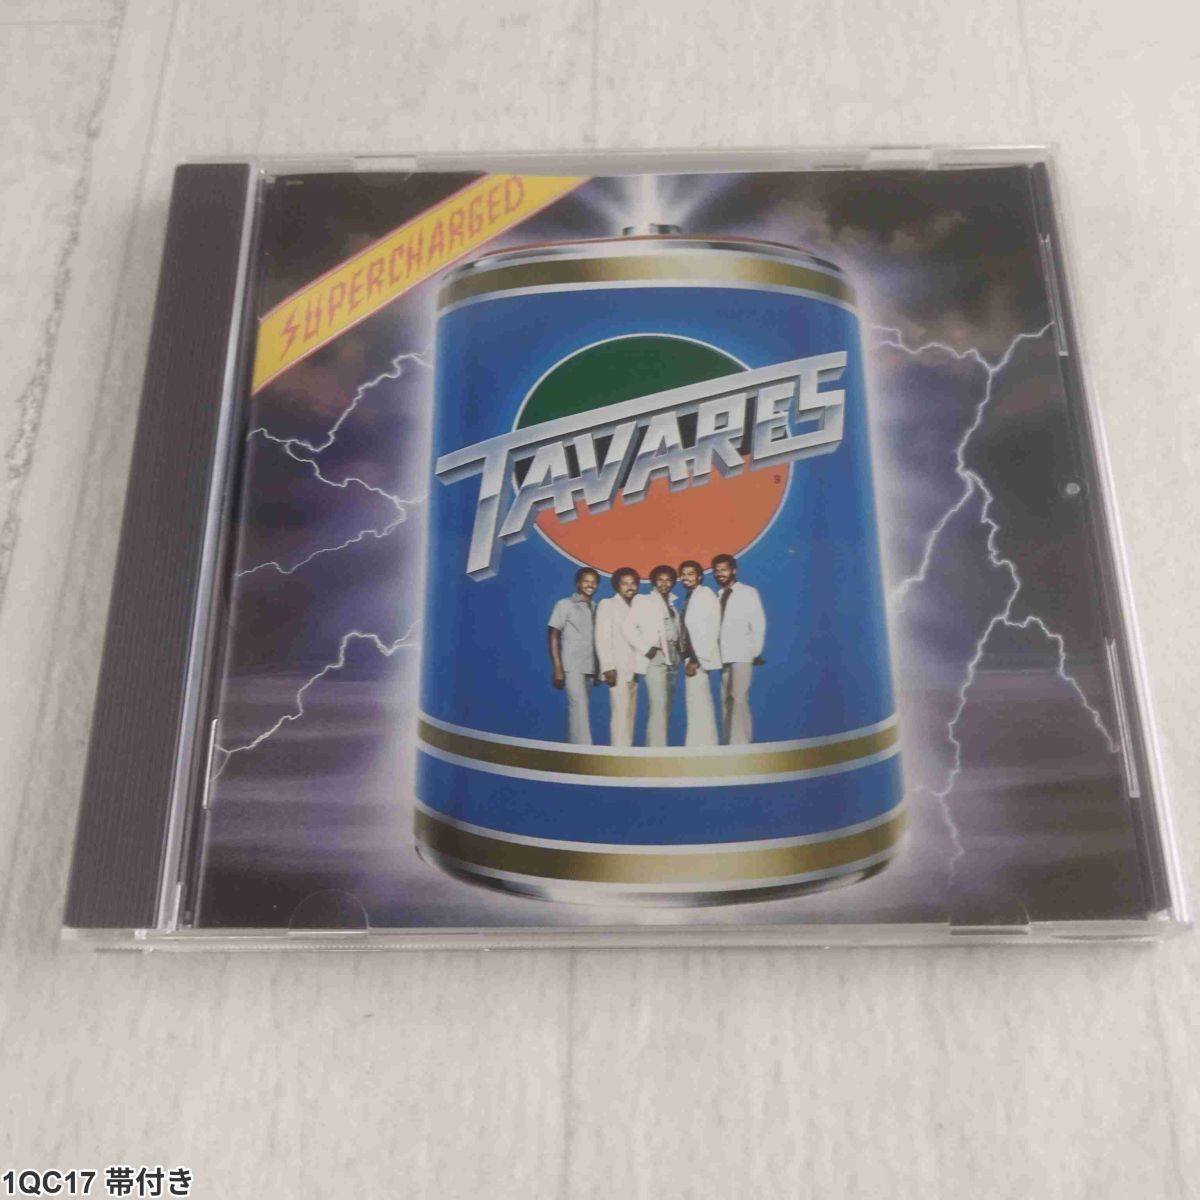 SUPERCHARGED
TAVARES
1QC17 帯付き